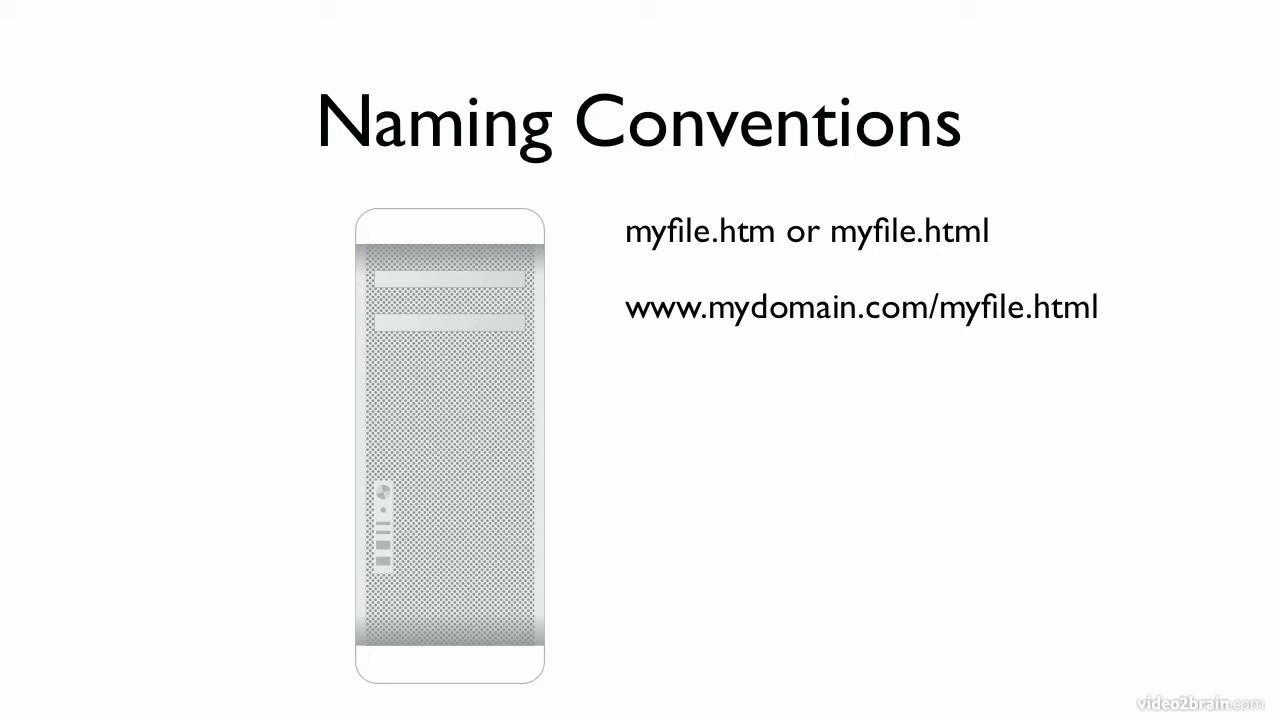 Naming Conventions
myfile.htm or myfile.html
www.mydomain.com/myfile.html
video2brain.com